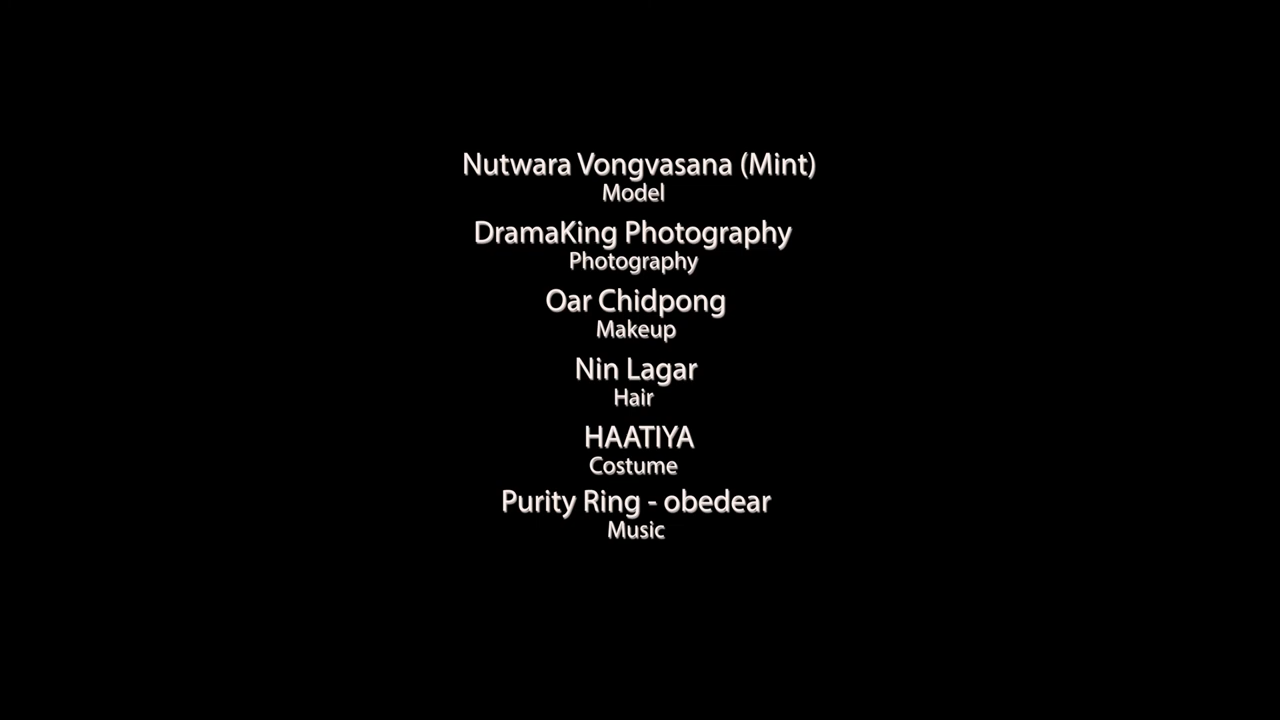 Nutwara Vongvasana (Mint)
Model
DramaKing Photography
Photography
Oar Chidpong
Makeup
Nin Lagar
Hair
HAATIYA
Costume
Purity Ring - obedear
Music